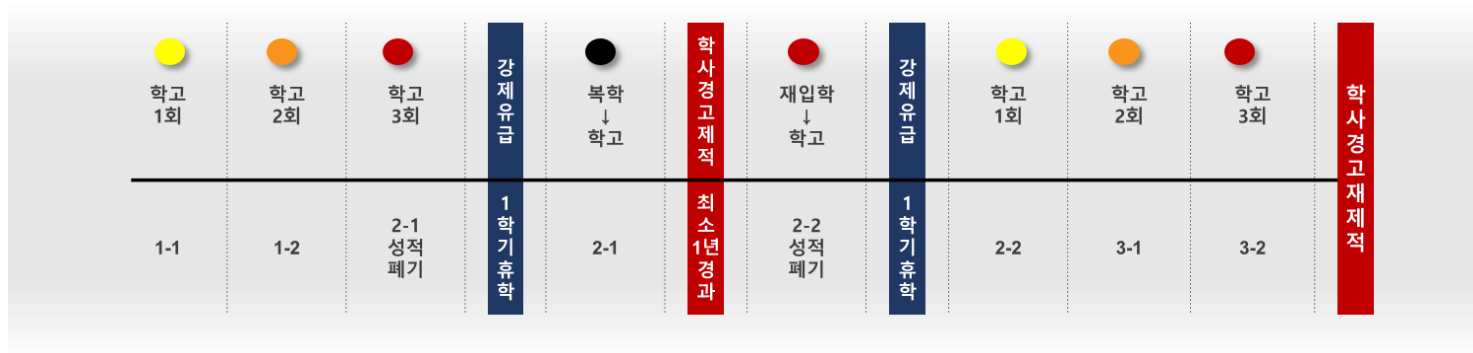 학고
1회
학고
2회
학고
3회
강제유급
복학
↓
학고
학사경고제적
재입학
↓
학고
강제유급
학고
1회
학고
2회
학고
3회
학사경고재제적
1-1
1-2
2-1
성적
폐기
1학기휴학
2-1
최소1년경과
2-2
성적
폐기
1학기휴학
2-2
3-1
3-2